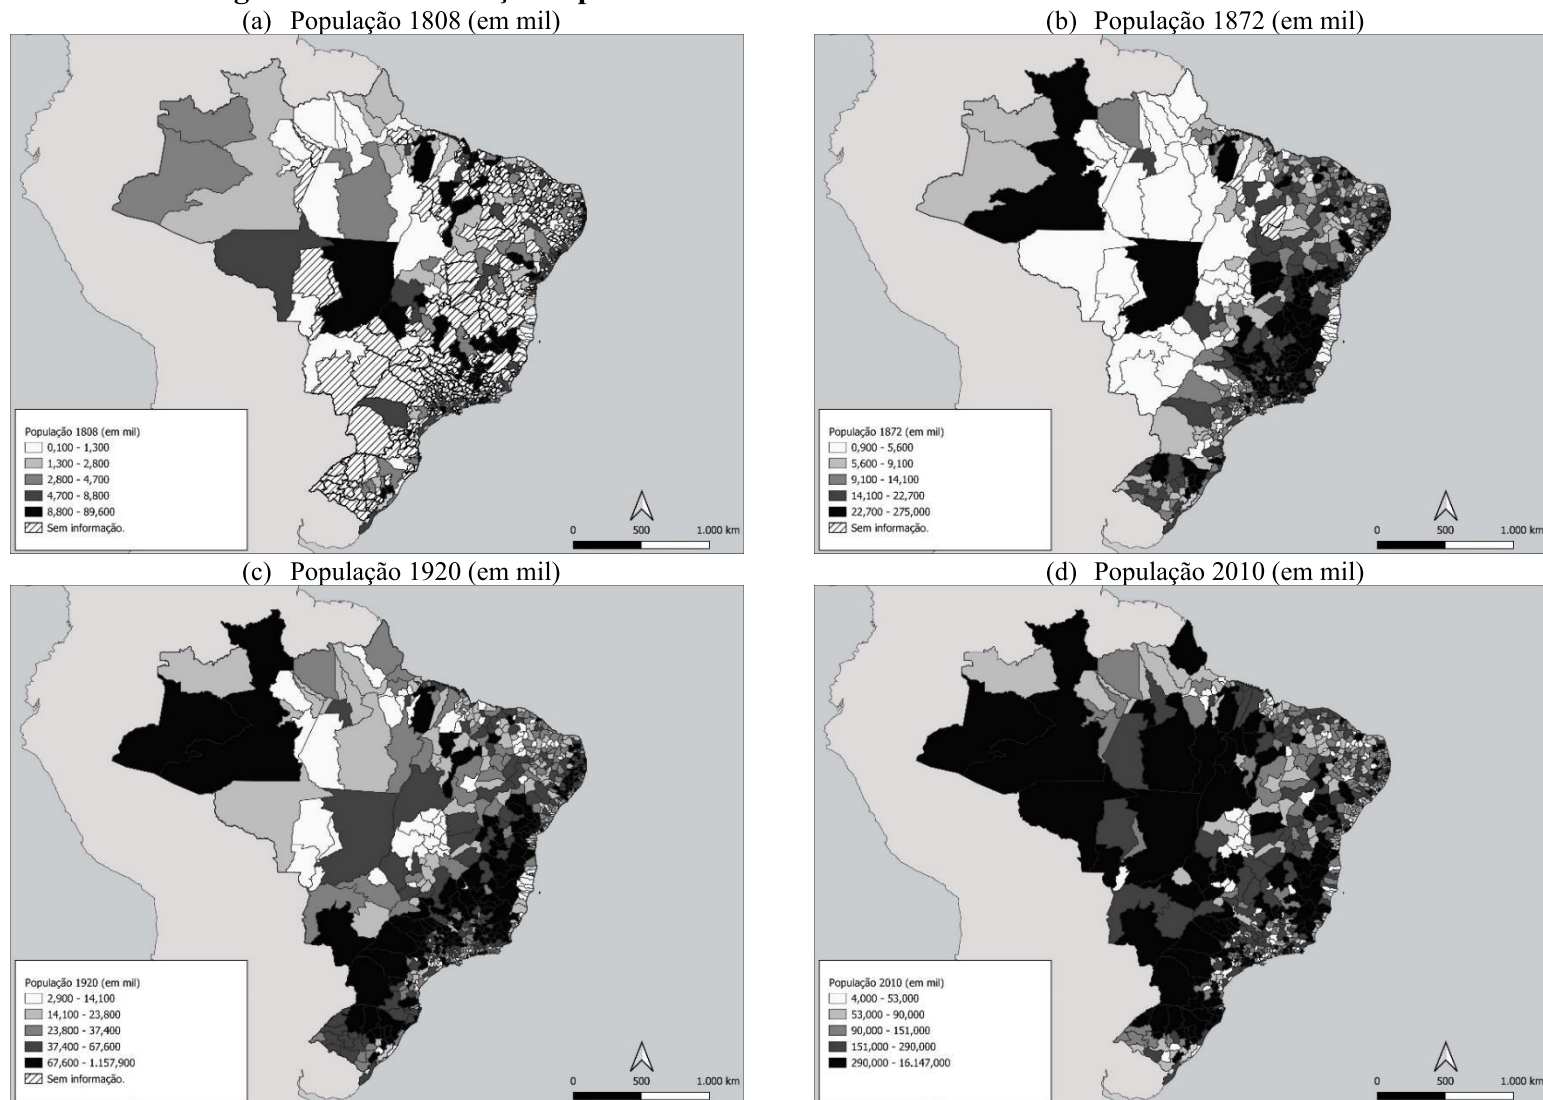 (a) População 1808 (em mil)
(b) População 1872 (em mil)
População 1808 (em mil)
0,100 - 1,300
1,300 - 2,800
2,800 - 4,700
4,700 - 8,800
8,800 - 89,600
Sem informação.
0 500 1.000 km
População 1872 (em mil)
0,900 - 5,600
5,600 - 9,100
9,100 - 14,100
14,100 - 22,700
22,700 - 275,000
Sem informação.
0 500 1.000 km
(c) População 1920 (em mil)
(d) População 2010 (em mil)
População 1920 (em mil)
2,900 - 14,100
14,100 - 23,800
23,800 - 37,400
37,400 - 67,600
67,600 - 1.157,900
Sem informação.
0 500 1.000 km
População 2010 (em mil)
4,000 - 53,000
53,000 - 90,000
90,000 - 151,000
151,000 - 290,000
290,000 - 16.147,000
0 500 1.000 km